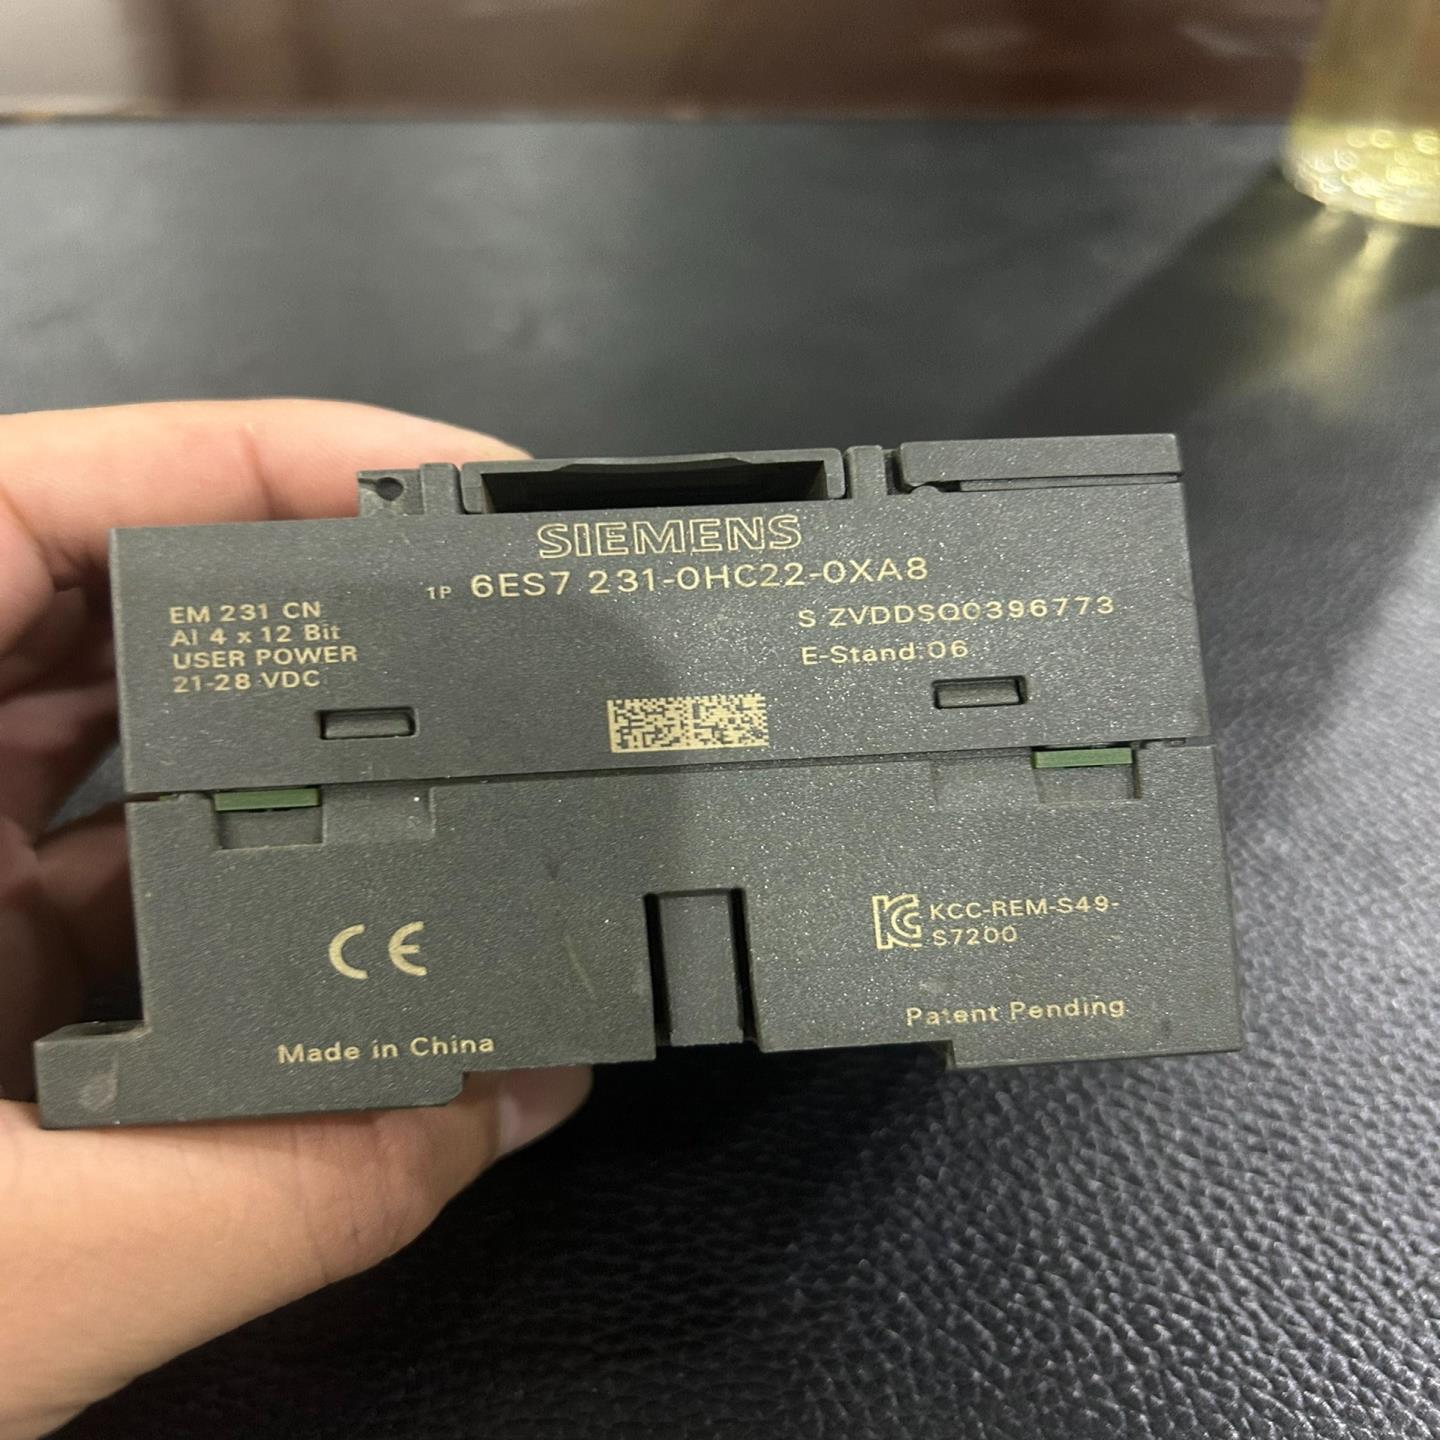 SIEMENS
1P 6ES7 231-0HC22-0XA8
EM 231 CN
AI 4 x 12 Bit
USER POWER
21-28 VDC
S ZVDDSQ0396773
E-Stand:06
CE
KC KCC-REM-S49-
S7200
Patent Pending
Made in China